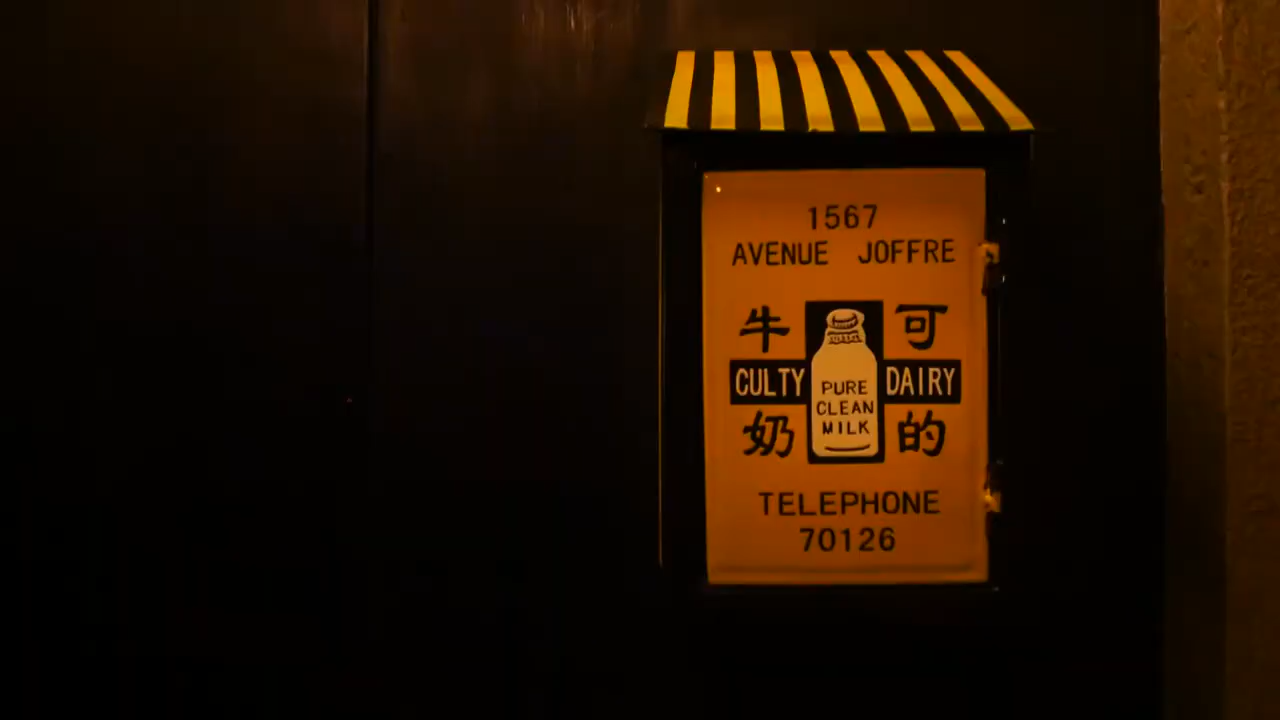 1567
AVENUE JOFFRE
牛 可
CULTY DAIRY
PURE
CLEAN
MILK
奶 的
TELEPHONE
70126